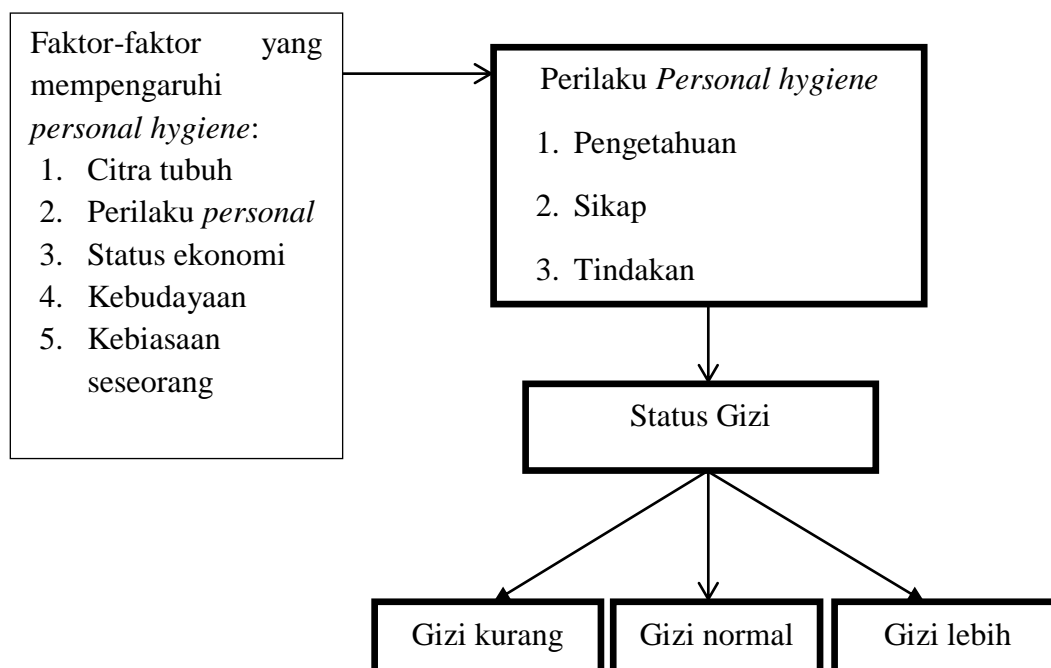 Faktor-faktor yang
mempengaruhi
personal hygiene:
1. Citra tubuh
2. Perilaku personal
3. Status ekonomi
4. Kebudayaan
5. Kebiasaan
seseorang
Perilaku Personal hygiene
1. Pengetahuan
2. Sikap
3. Tindakan
Status Gizi
Gizi kurang
Gizi normal
Gizi lebih